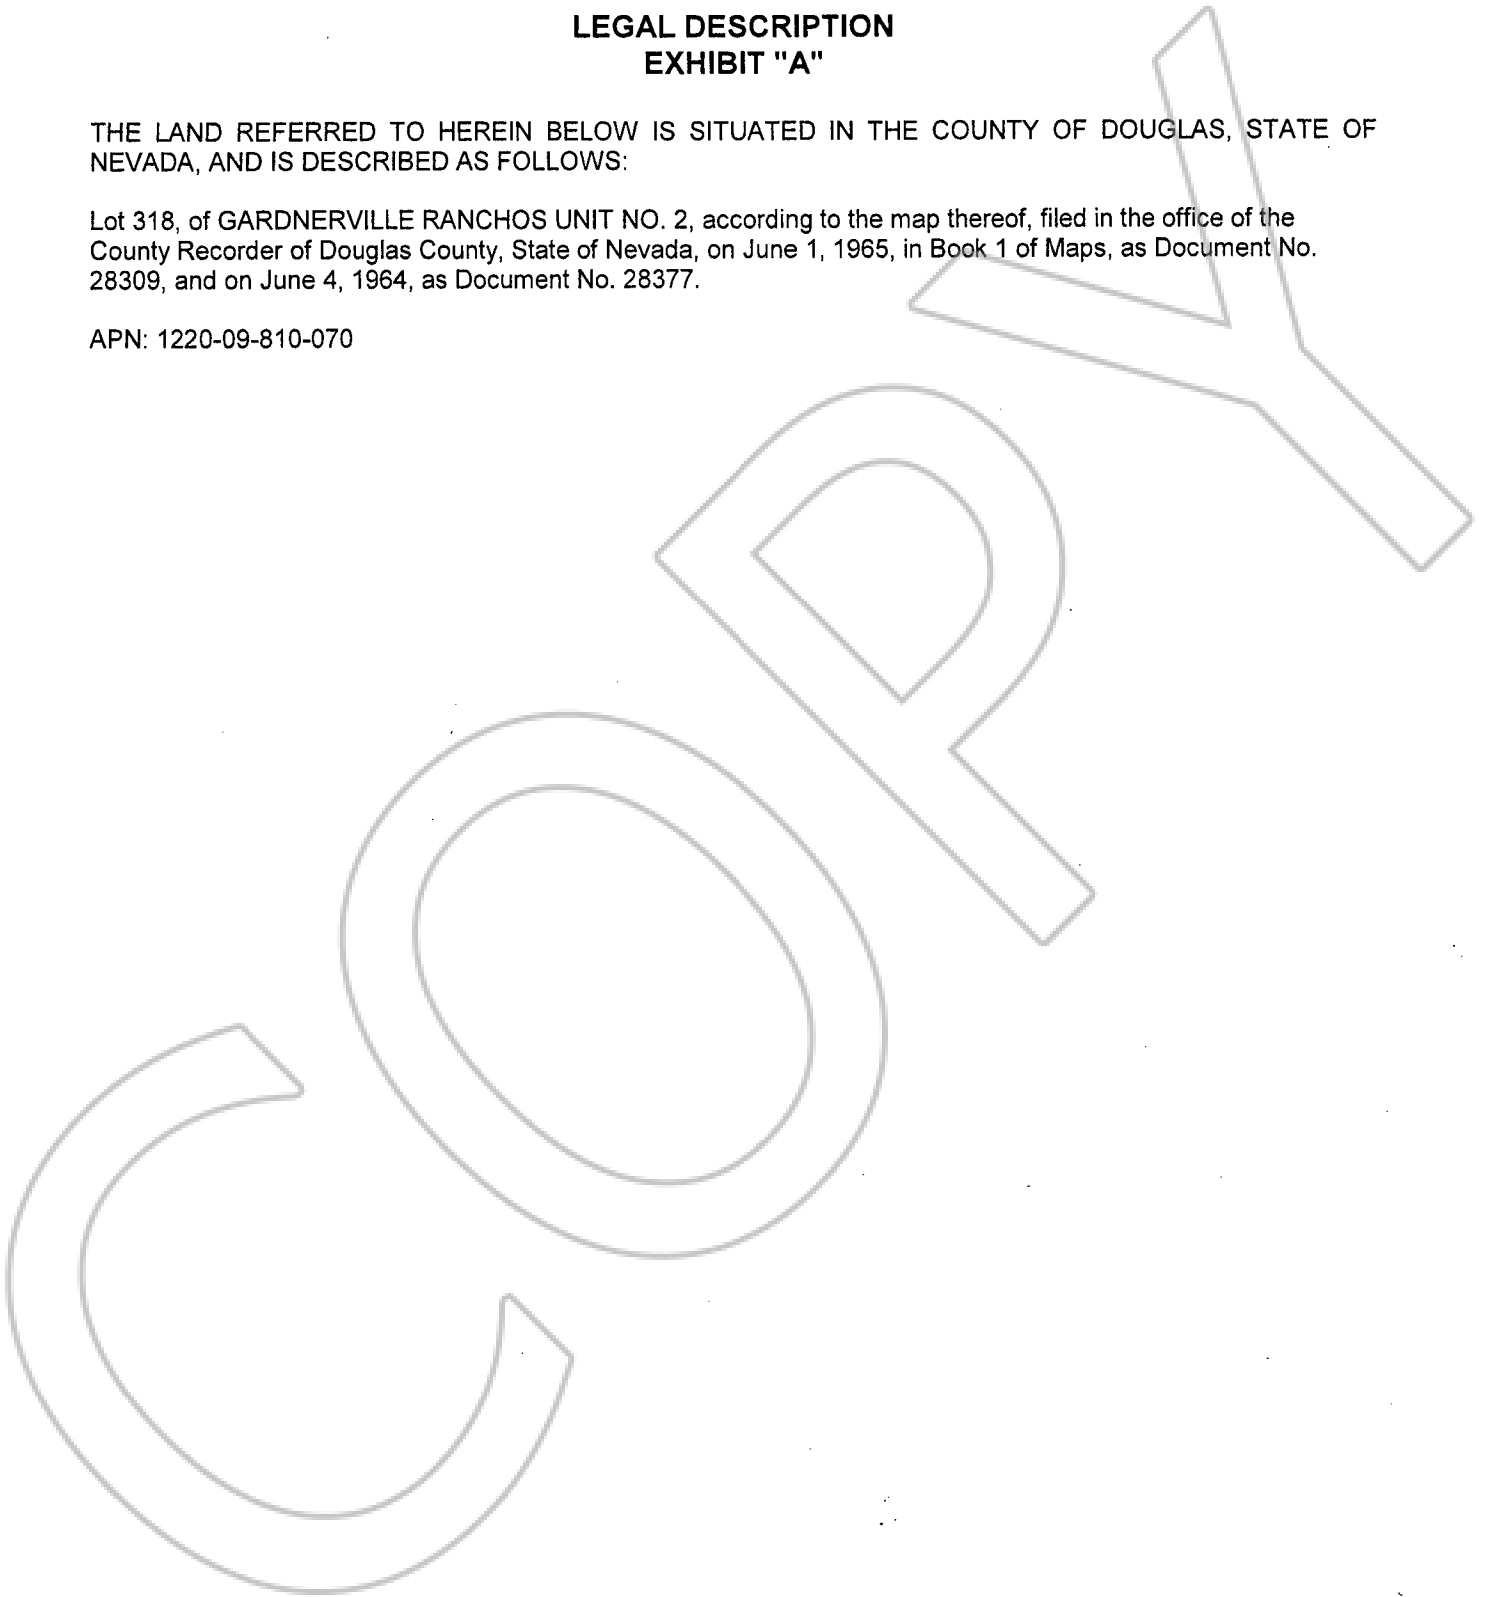 LEGAL DESCRIPTION
EXHIBIT "A"
THE LAND REFERRED TO HEREIN BELOW IS SITUATED IN THE COUNTY OF DOUGLAS, STATE OF
NEVADA, AND IS DESCRIBED AS FOLLOWS:
Lot 318, of GARDNERVILLE RANCHOS UNIT NO. 2, according to the map thereof, filed in the office of the
County Recorder of Douglas County, State of Nevada, on June 1, 1965, in Book 1 of Maps, as Document No.
28309, and on June 4, 1964, as Document No. 28377.
APN: 1220-09-810-070
COPY